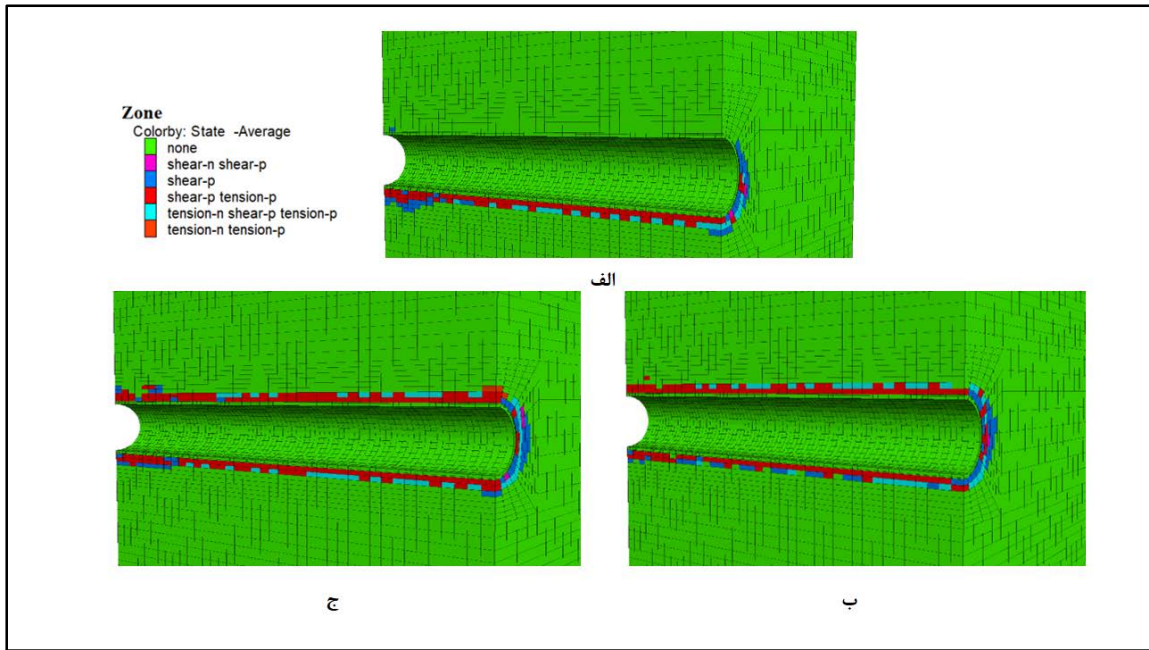 Zone
Colorby: State -Average
none
shear-n shear-p
shear-p
shear-p tension-p
tension-n shear-p tension-p
tension-n tension-p
الف
ب
ج